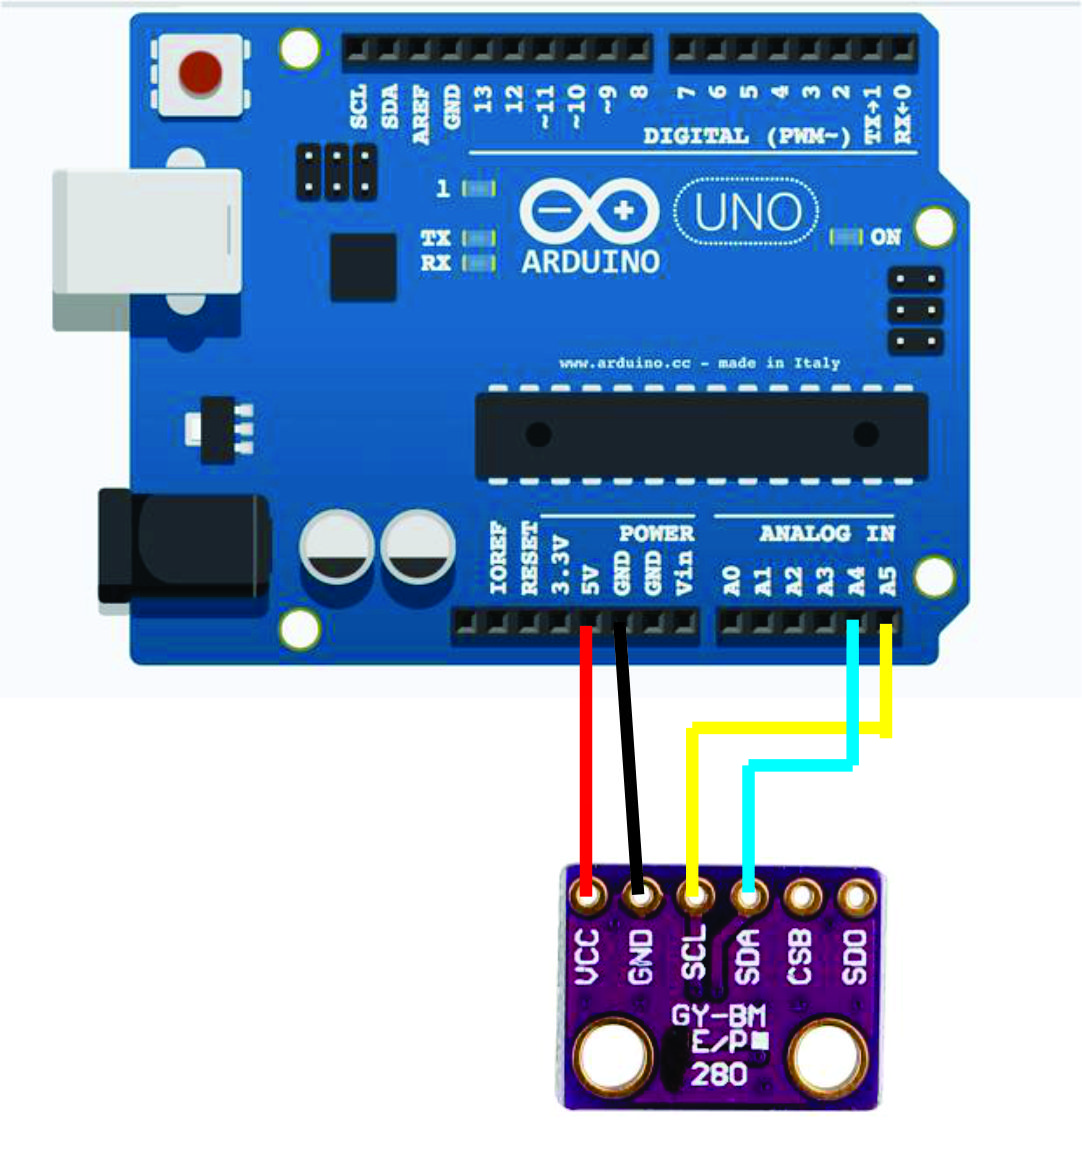 SCL
SDA
AREF
GND
13
12
~11
~10
~9
8
7
6
5
4
3
2
TX→1
RX←0
DIGITAL (PWM~)
1
TX
RX
ARDUINO
UNO
ON
www.arduino.cc - made in Italy
POWER
ANALOG IN
IOREF
RESET
3.3V
5V
GND
GND
Vin
A0
A1
A2
A3
A4
A5
VCC
GND
SCL
SDA
CSB
SDO
GY-BM
E/P
280